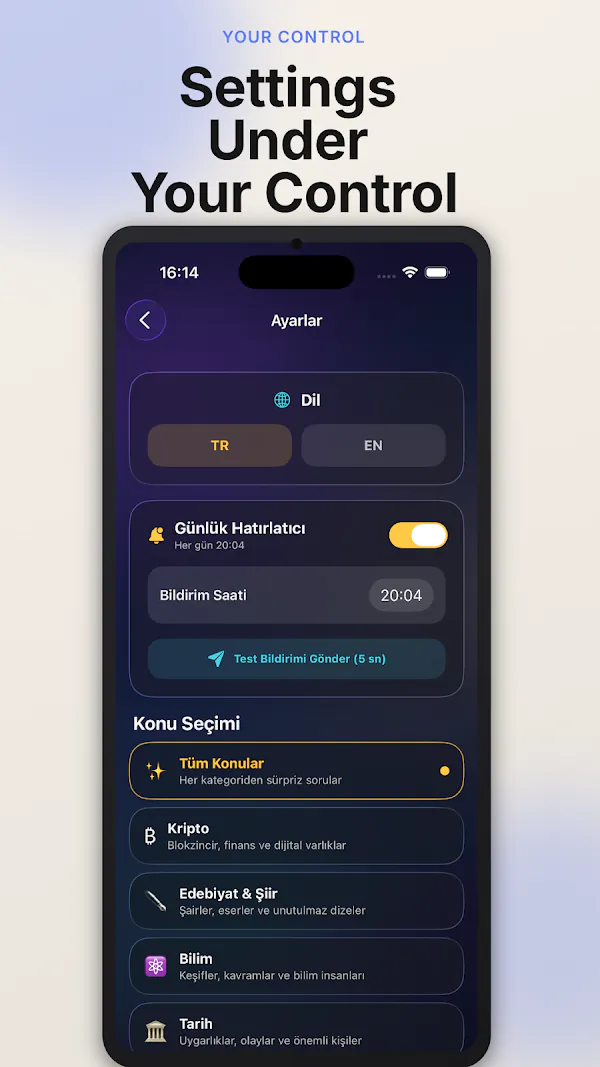 YOUR CONTROL
Settings
Under
Your Control
16:14
Ayarlar
Dil
TR
EN
Günlük Hatırlatıcı
Her gün 20:04
Bildirim Saati
20:04
Test Bildirimi Gönder (5 sn)
Konu Seçimi
Tüm Konular
Her kategoriden sürpriz sorular
Kripto
Blokzincir, finans ve dijital varlıklar
Edebiyat & Şiir
Şairler, eserler ve unutulmaz dizeler
Bilim
Keşifler, kavramlar ve bilim insanları
Tarih
Uygarlıklar, olaylar ve önemli kişiler